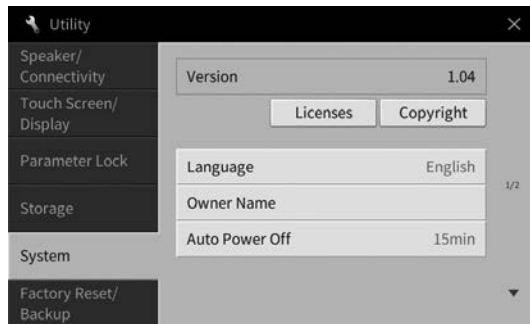 Utility
Speaker/
Connectivity
Touch Screen/
Display
Parameter Lock
Storage
System
Factory Reset/
Backup
Version 1.04
Licenses Copyright
Language English
Owner Name
Auto Power Off 15min
1/2